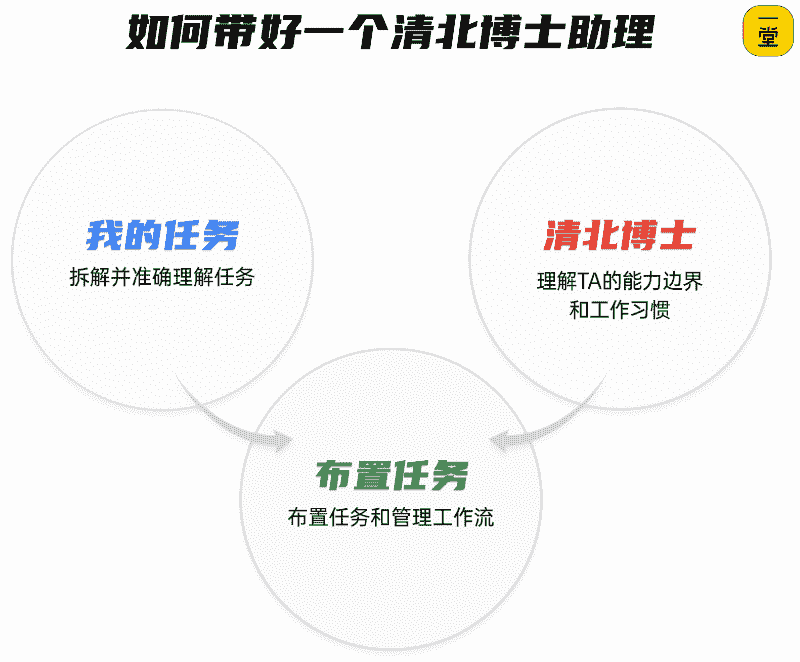 如何带好一个清北博士助理
一堂
我的任务
拆解并准确理解任务
清北博士
理解TA的能力边界
和工作习惯
布置任务
布置任务和管理工作流